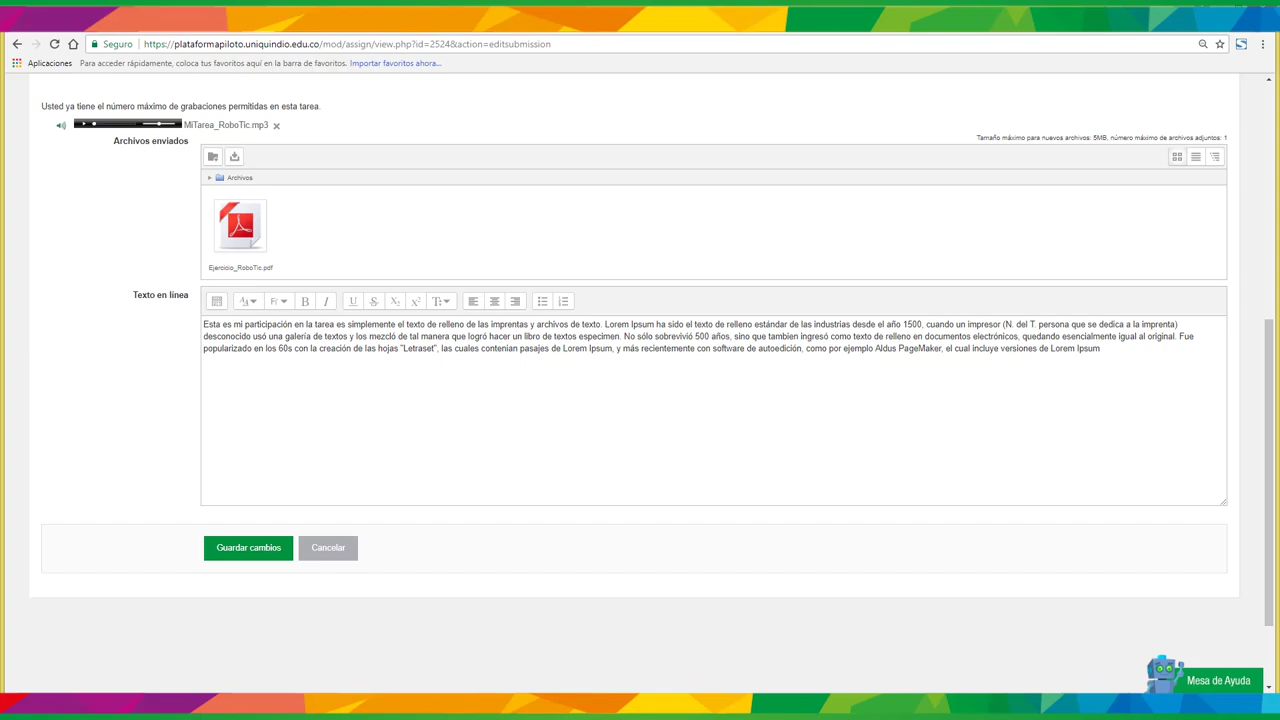 Seguro
https://plataformapiloto.uniquindio.edu.co/mod/assign/view.php?id=2524&action=editsubmission
Aplicaciones Para acceder rápidamente, coloca tus favoritos aquí en la barra de favoritos. Importar favoritos ahora...
Usted ya tiene el número máximo de grabaciones permitidas en esta tarea.
MiTarea_RoboTic.mp3
Archivos enviados
Tamaño máximo para nuevos archivos: 5MB, número máximo de archivos adjuntos: 1
Archivos
Ejercicio_RoboTic.pdf
Texto en línea
Esta es mi participación en la tarea es simplemente el texto de relleno de las imprentas y archivos de texto. Lorem Ipsum ha sido el texto de relleno estándar de las industrias desde el año 1500, cuando un impresor (N. del T. persona que se dedica a la imprenta)
desconocido usó una galería de textos y los mezcló de tal manera que logró hacer un libro de textos especimen. No sólo sobrevivió 500 años, sino que tambien ingresó como texto de relleno en documentos electrónicos, quedando esencialmente igual al original. Fue
popularizado en los 60s con la creación de las hojas "Letraset", las cuales contenian pasajes de Lorem Ipsum, y más recientemente con software de autoedición, como por ejemplo Aldus PageMaker, el cual incluye versiones de Lorem Ipsum
Guardar cambios
Cancelar
Mesa de Ayuda